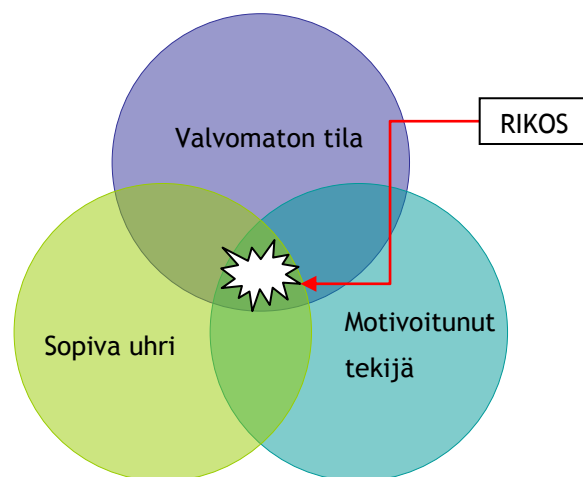 Valvomaton tila
RIKOS
Sopiva uhri
Motivoitunut
tekijä